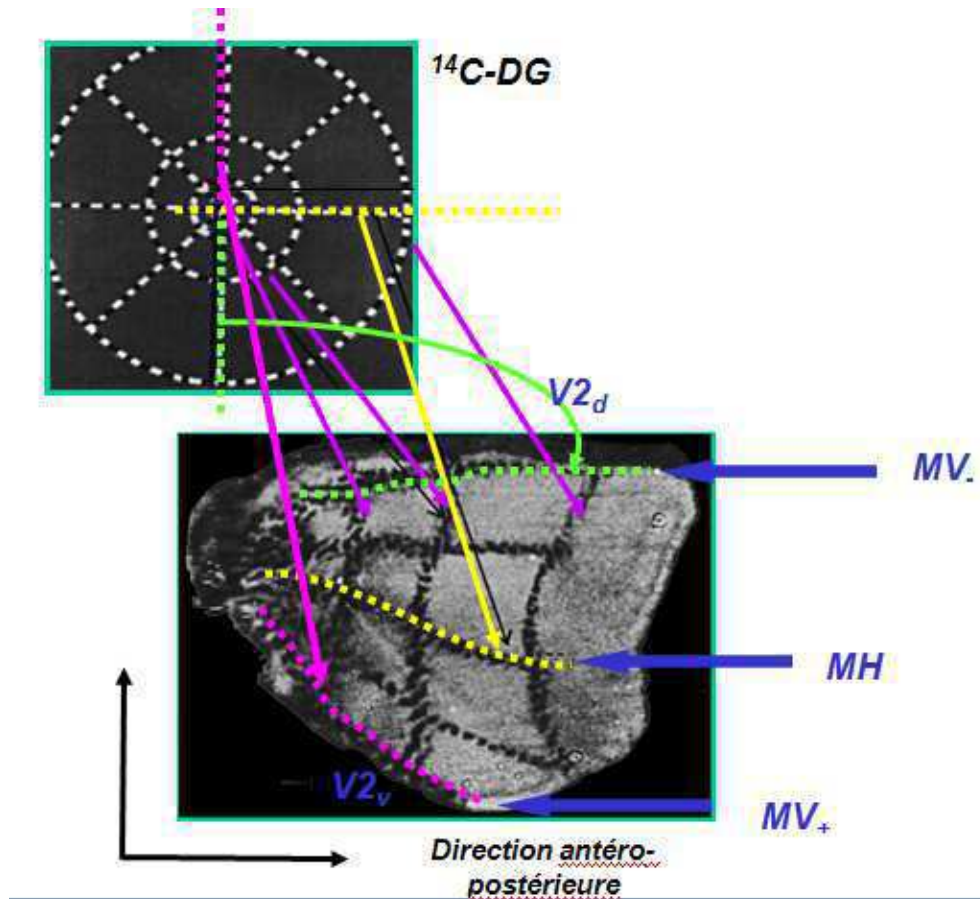 ¹⁴C-DG
V2d
MV-
MH
V2v
MV+
Direction antéro-
postérieure